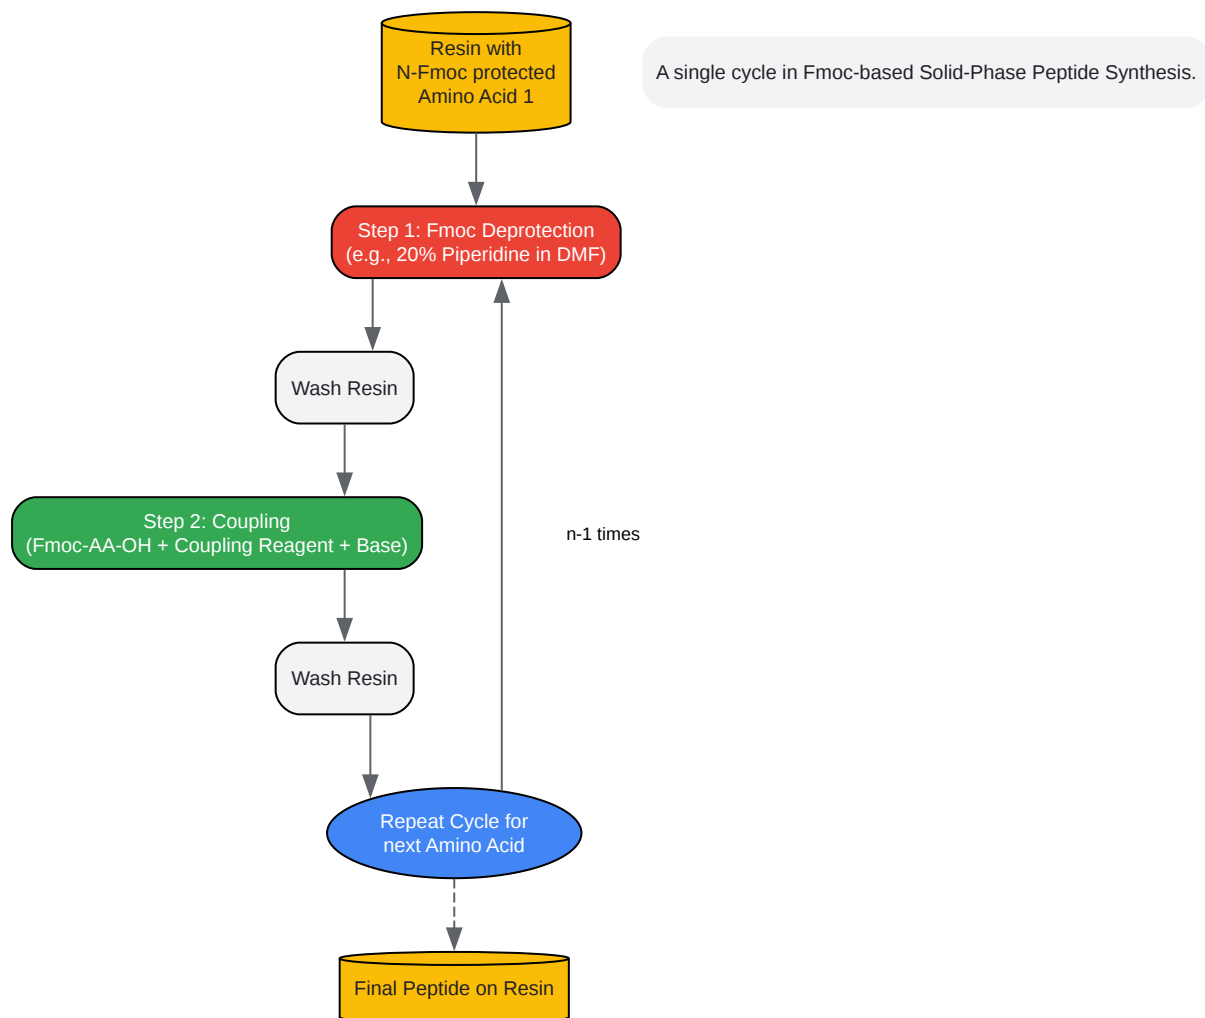 Resin with
N-Fmoc protected
Amino Acid 1
A single cycle in Fmoc-based Solid-Phase Peptide Synthesis.
Step 1: Fmoc Deprotection
(e.g., 20% Piperidine in DMF)
Wash Resin
Step 2: Coupling
(Fmoc-AA-OH + Coupling Reagent + Base)
n-1 times
Wash Resin
Repeat Cycle for
next Amino Acid
Final Peptide on Resin